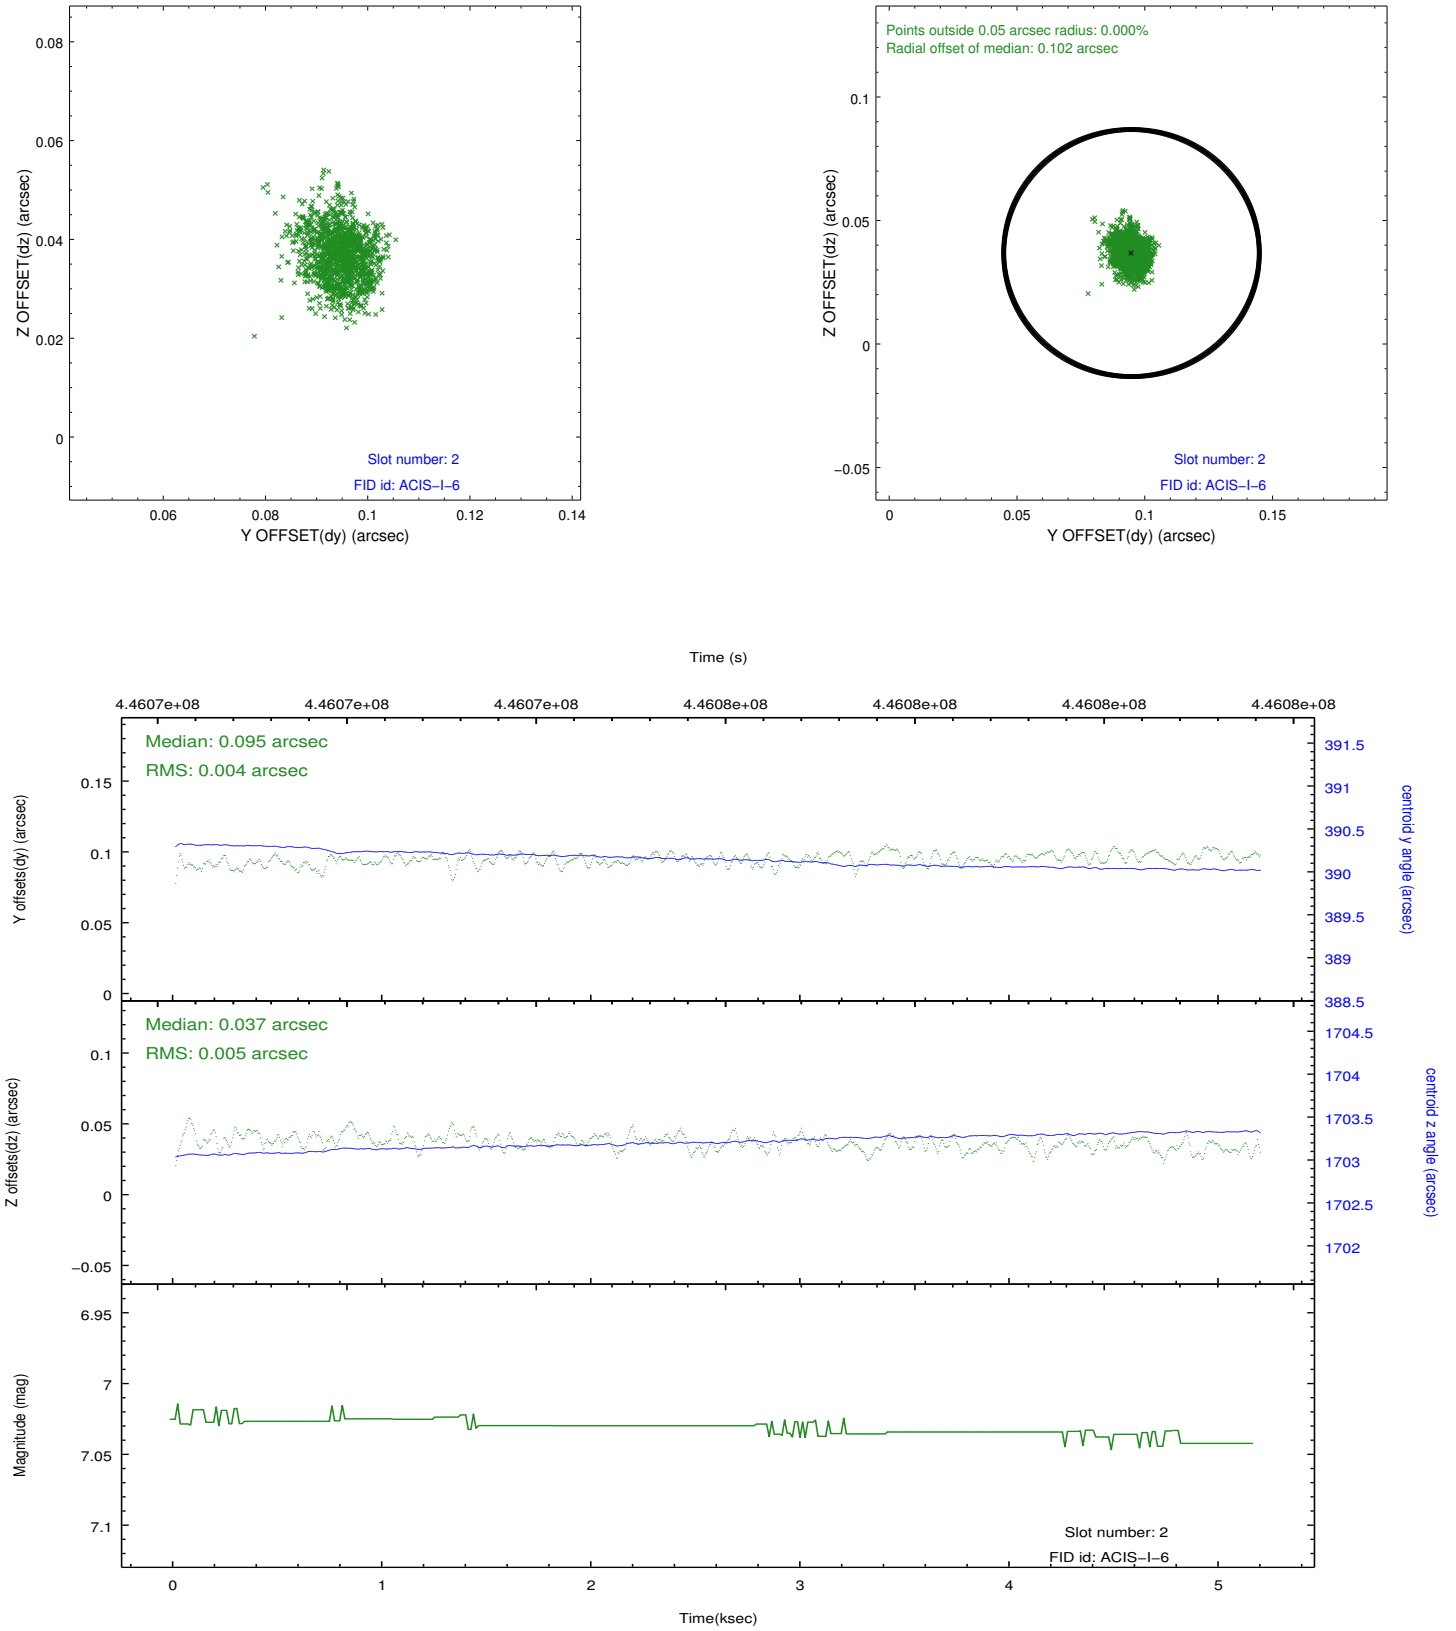 0.08
0.06
0.04
0.02
0
Z OFFSET(dz) (arcsec)
0.06 0.08 0.1 0.12 0.14
Y OFFSET(dy) (arcsec)
Slot number: 2
FID id: ACIS−I−6
Points outside 0.05 arcsec radius: 0.000%
Radial offset of median: 0.102 arcsec
0.1
0.05
0
−0.05
Z OFFSET(dz) (arcsec)
0 0.05 0.1 0.15
Y OFFSET(dy) (arcsec)
Slot number: 2
FID id: ACIS−I−6
Time (s)
4.4607e+08 4.4607e+08 4.4607e+08 4.4608e+08 4.4608e+08 4.4608e+08 4.4608e+08
Median: 0.095 arcsec
RMS: 0.004 arcsec
0.15
0.1
0.05
0
Y offsets(dy) (arcsec)
391.5
391
390.5
390
389.5
389
388.5
centroid y angle (arcsec)
Median: 0.037 arcsec
RMS: 0.005 arcsec
0.1
0.05
0
−0.05
Z offsets(dz) (arcsec)
1704.5
1704
1703.5
1703
1702.5
1702
centroid z angle (arcsec)
6.95
7
7.05
7.1
Magnitude (mag)
Slot number: 2
FID id: ACIS−I−6
0 1 2 3 4 5
Time(ksec)